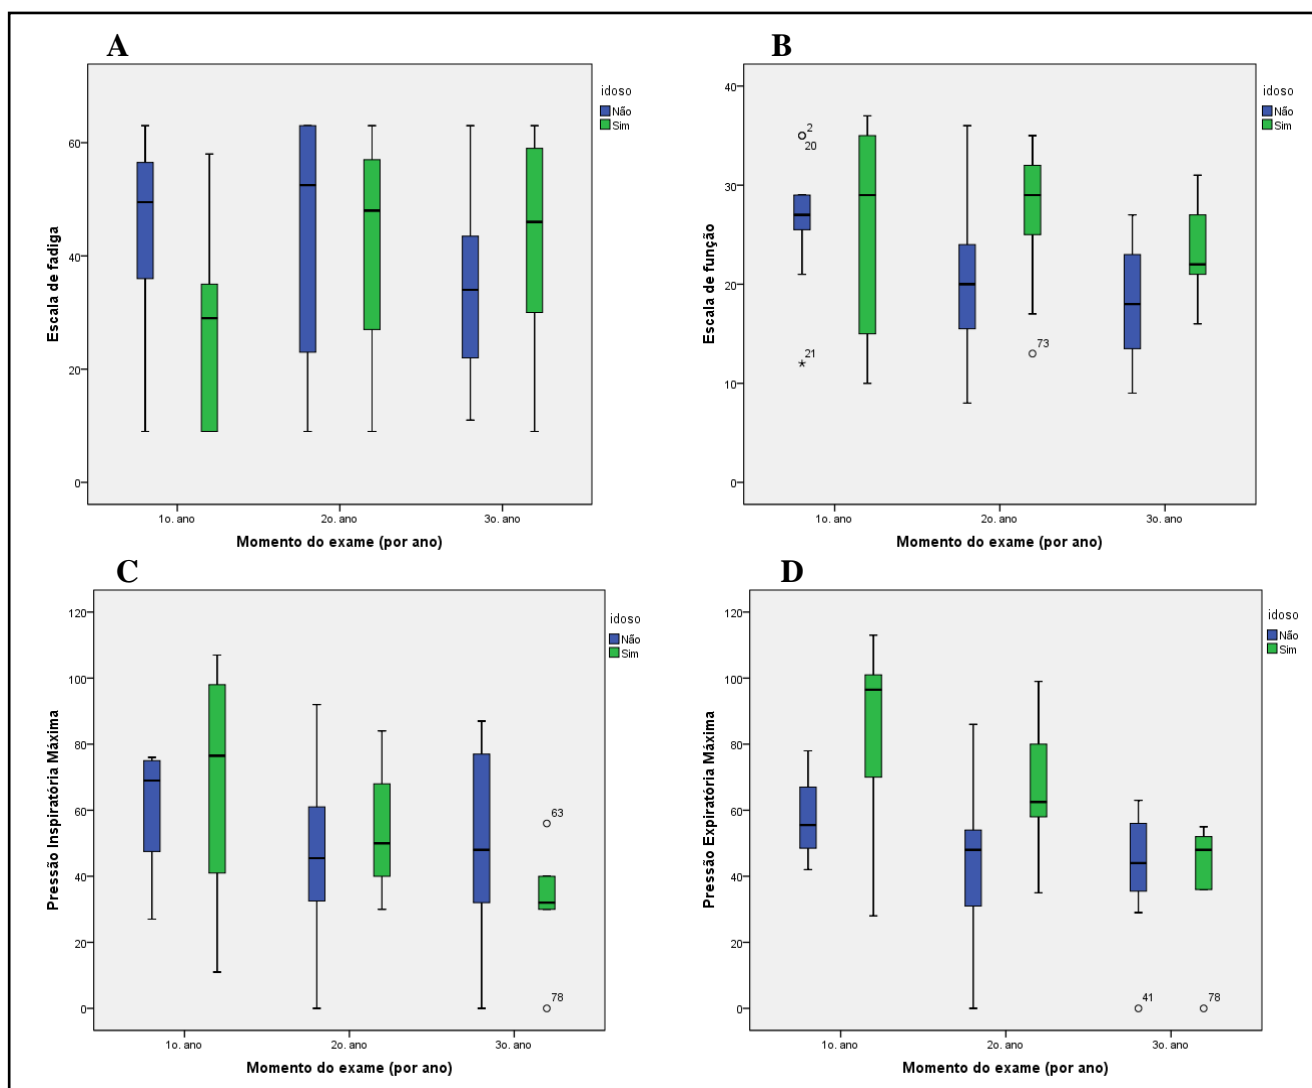 A
60
40
20
0
Escala de fadiga
1o. ano
2o. ano
3o. ano
Momento do exame (por ano)
idoso
Não
Sim
B
40
30
20
10
0
Escala de função
2
20
21
73
1o. ano
2o. ano
3o. ano
Momento do exame (por ano)
idoso
Não
Sim
C
120
100
80
60
40
20
0
Pressão Inspiratória Máxima
63
78
1o. ano
2o. ano
3o. ano
Momento do exame (por ano)
idoso
Não
Sim
D
120
100
80
60
40
20
0
Pressão Expiratória Máxima
41
78
1o. ano
2o. ano
3o. ano
Momento do exame (por ano)
idoso
Não
Sim